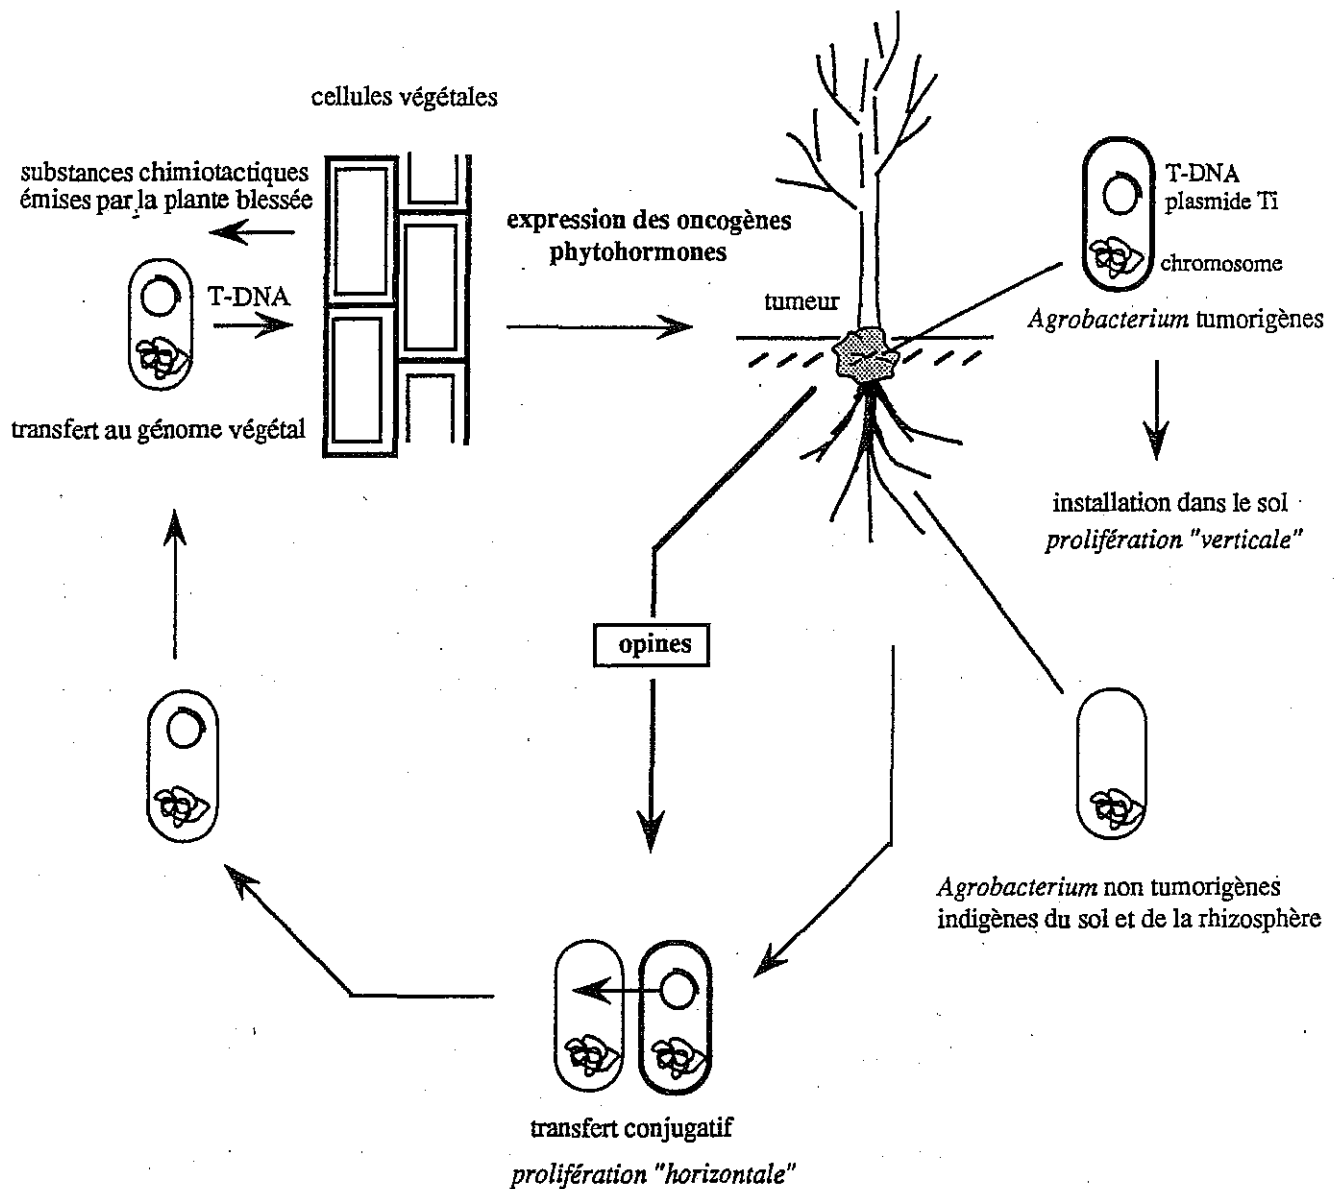 cellules végétales
substances chimiotactiques
émises par la plante blessée
T-DNA
transfert au génome végétal
expression des oncogènes
phytohormones
tumeur
T-DNA
plasmide Ti
chromosome
Agrobacterium tumorigènes
installation dans le sol
prolifération "verticale"
opines
Agrobacterium non tumorigènes
indigènes du sol et de la rhizosphère
transfert conjugatif
prolifération "horizontale"